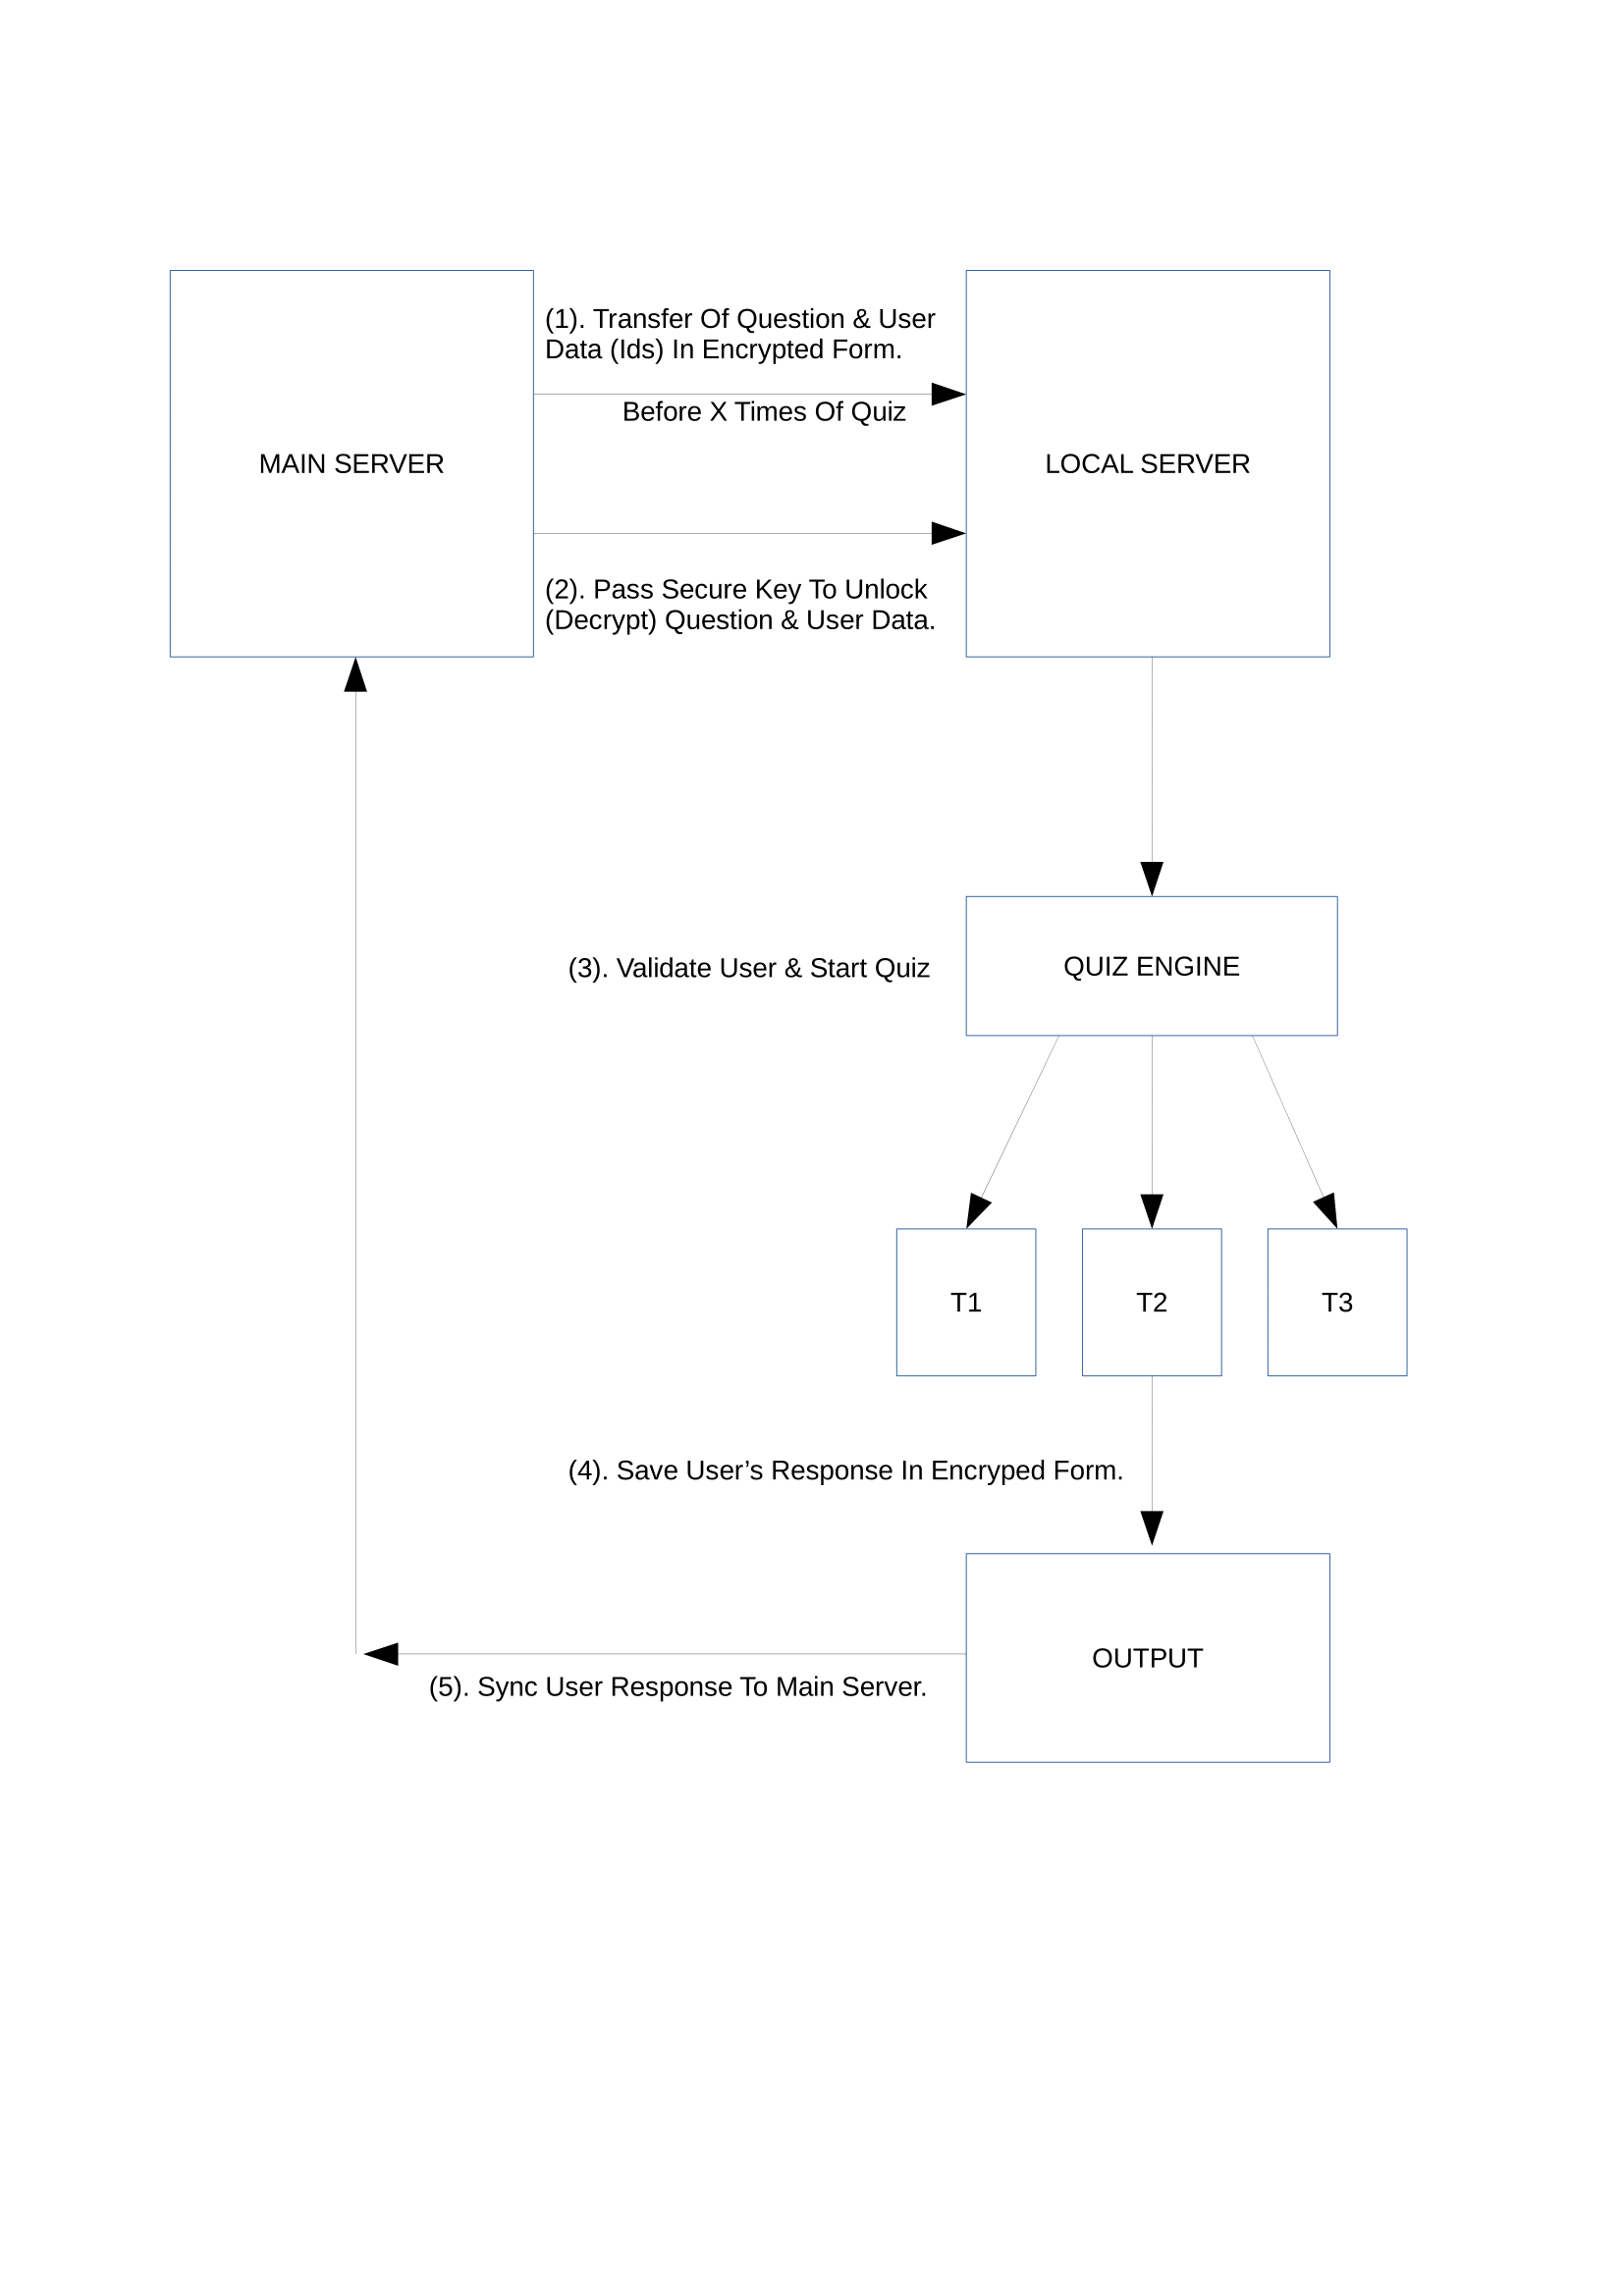 (1). Transfer Of Question & User
Data (Ids) In Encrypted Form.
Before X Times Of Quiz
MAIN SERVER
LOCAL SERVER
(2). Pass Secure Key To Unlock
(Decrypt) Question & User Data.
(3). Validate User & Start Quiz
QUIZ ENGINE
T1
T2
T3
(4). Save User’s Response In Encryped Form.
OUTPUT
(5). Sync User Response To Main Server.